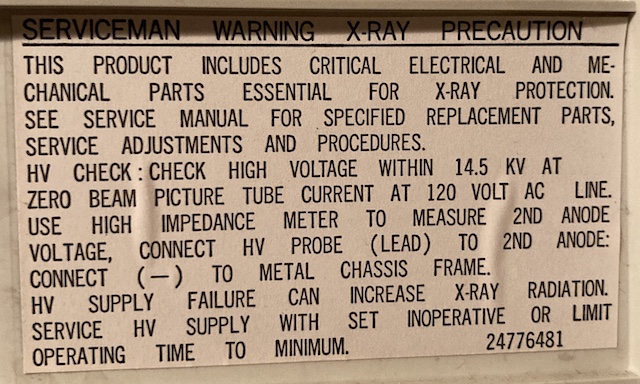 SERVICEMAN WARNING X-RAY PRECAUTION
THIS PRODUCT INCLUDES CRITICAL ELECTRICAL AND ME-
CHANICAL PARTS ESSENTIAL FOR X-RAY PROTECTION.
SEE SERVICE MANUAL FOR SPECIFIED REPLACEMENT PARTS,
SERVICE ADJUSTMENTS AND PROCEDURES.
HV CHECK : CHECK HIGH VOLTAGE WITHIN 14.5 KV AT
ZERO BEAM PICTURE TUBE CURRENT AT 120 VOLT AC LINE.
USE HIGH IMPEDANCE METER TO MEASURE 2ND ANODE
VOLTAGE, CONNECT HV PROBE (LEAD) TO 2ND ANODE:
CONNECT (—) TO METAL CHASSIS FRAME.
HV SUPPLY FAILURE CAN INCREASE X-RAY RADIATION.
SERVICE HV SUPPLY WITH SET INOPERATIVE OR LIMIT
OPERATING TIME TO MINIMUM. 24776481